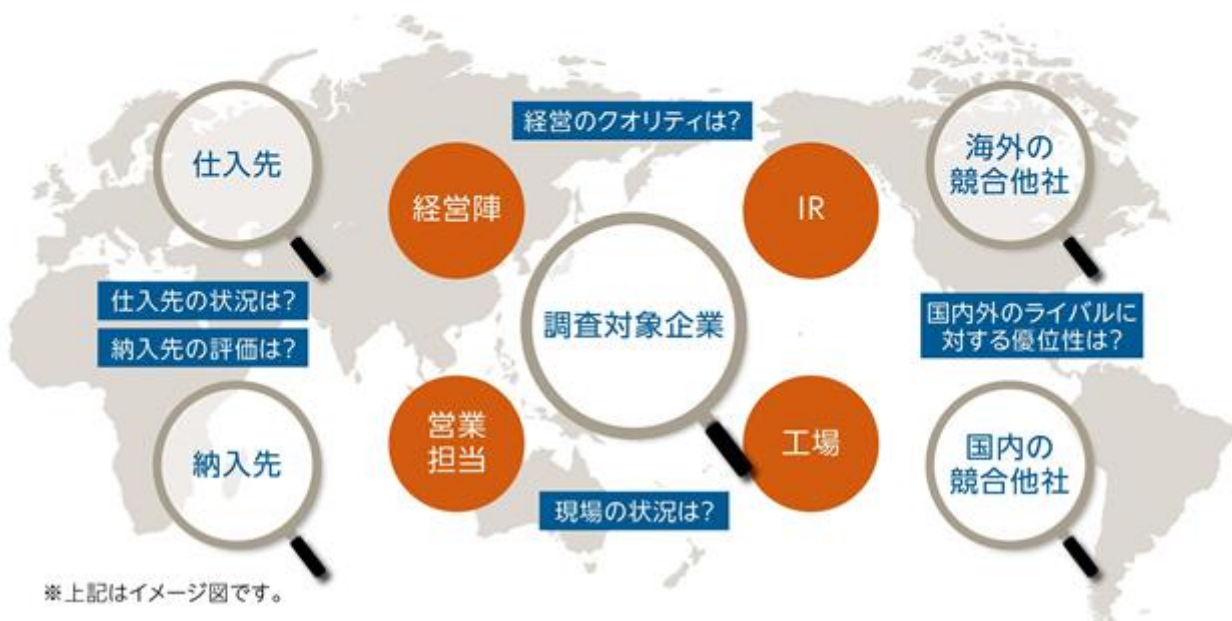 経営のクオリティは?
仕入先
経営陣
IR
海外の
競合他社
仕入先の状況は?
納入先の評価は?
調査対象企業
国内外のライバルに
対する優位性は?
納入先
営業
担当
工場
国内の
競合他社
現場の状況は?
※上記はイメージ図です。